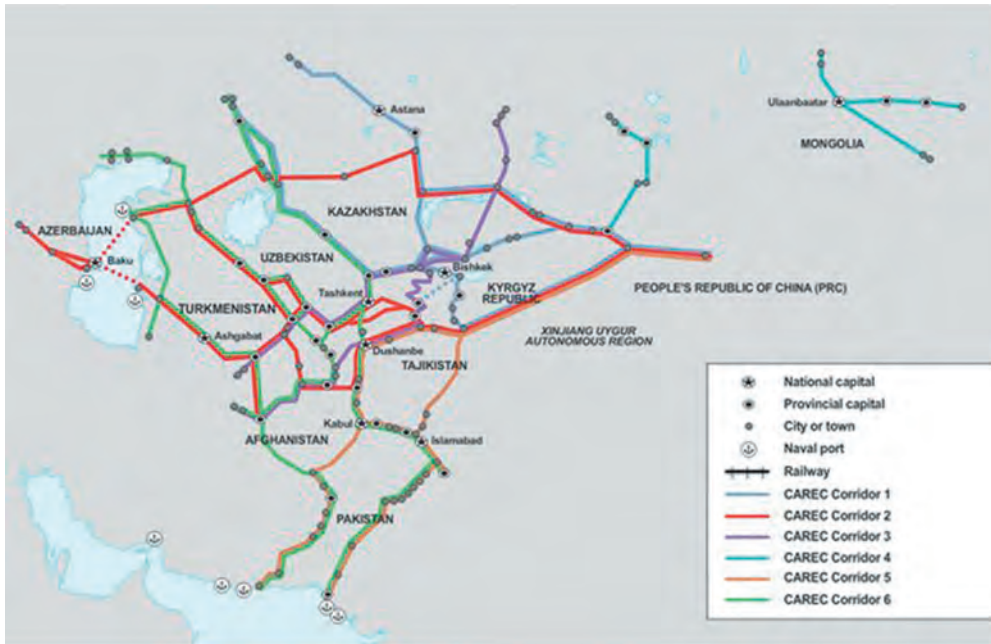 Astana
Ulaanbaatar
MONGOLIA
KAZAKHSTAN
AZERBAIJAN
Baku
UZBEKISTAN
Bishkek
KYRGYZ
REPUBLIC
PEOPLE'S REPUBLIC OF CHINA (PRC)
TURKMENISTAN
Tashkent
XINJIANG UYGUR
AUTONOMOUS REGION
Ashgabat
Dushanbe
TAJIKISTAN
Kabul
AFGHANISTAN
Islamabad
PAKISTAN
National capital
Provincial capital
City or town
Naval port
Railway
CAREC Corridor 1
CAREC Corridor 2
CAREC Corridor 3
CAREC Corridor 4
CAREC Corridor 5
CAREC Corridor 6